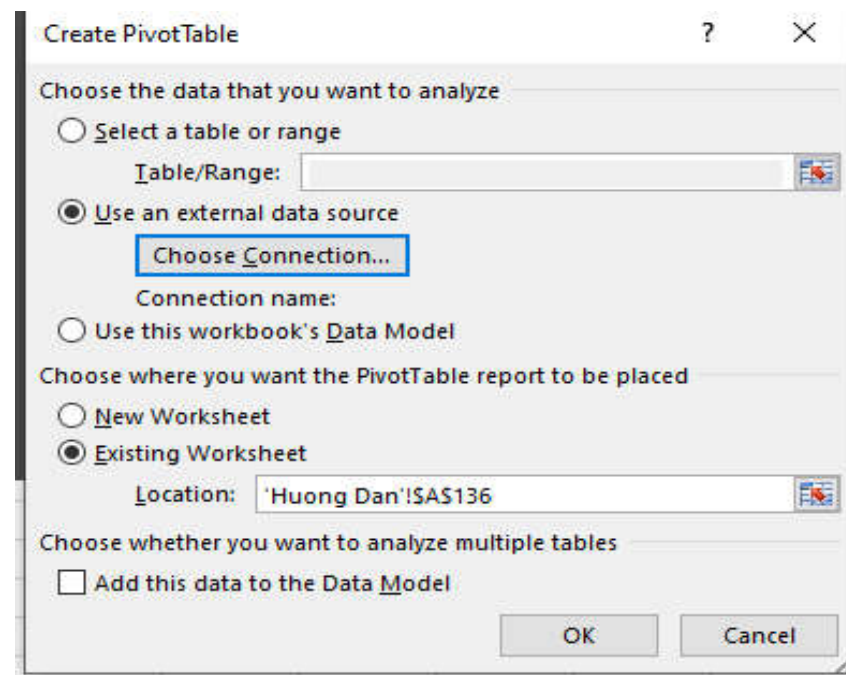 Create PivotTable ?
Choose the data that you want to analyze
Select a table or range
Table/Range:
Use an external data source
Choose Connection...
Connection name:
Use this workbook's Data Model
Choose where you want the PivotTable report to be placed
New Worksheet
Existing Worksheet
Location: 'Huong Dan'!$A$136
Choose whether you want to analyze multiple tables
Add this data to the Data Model
OK Cancel